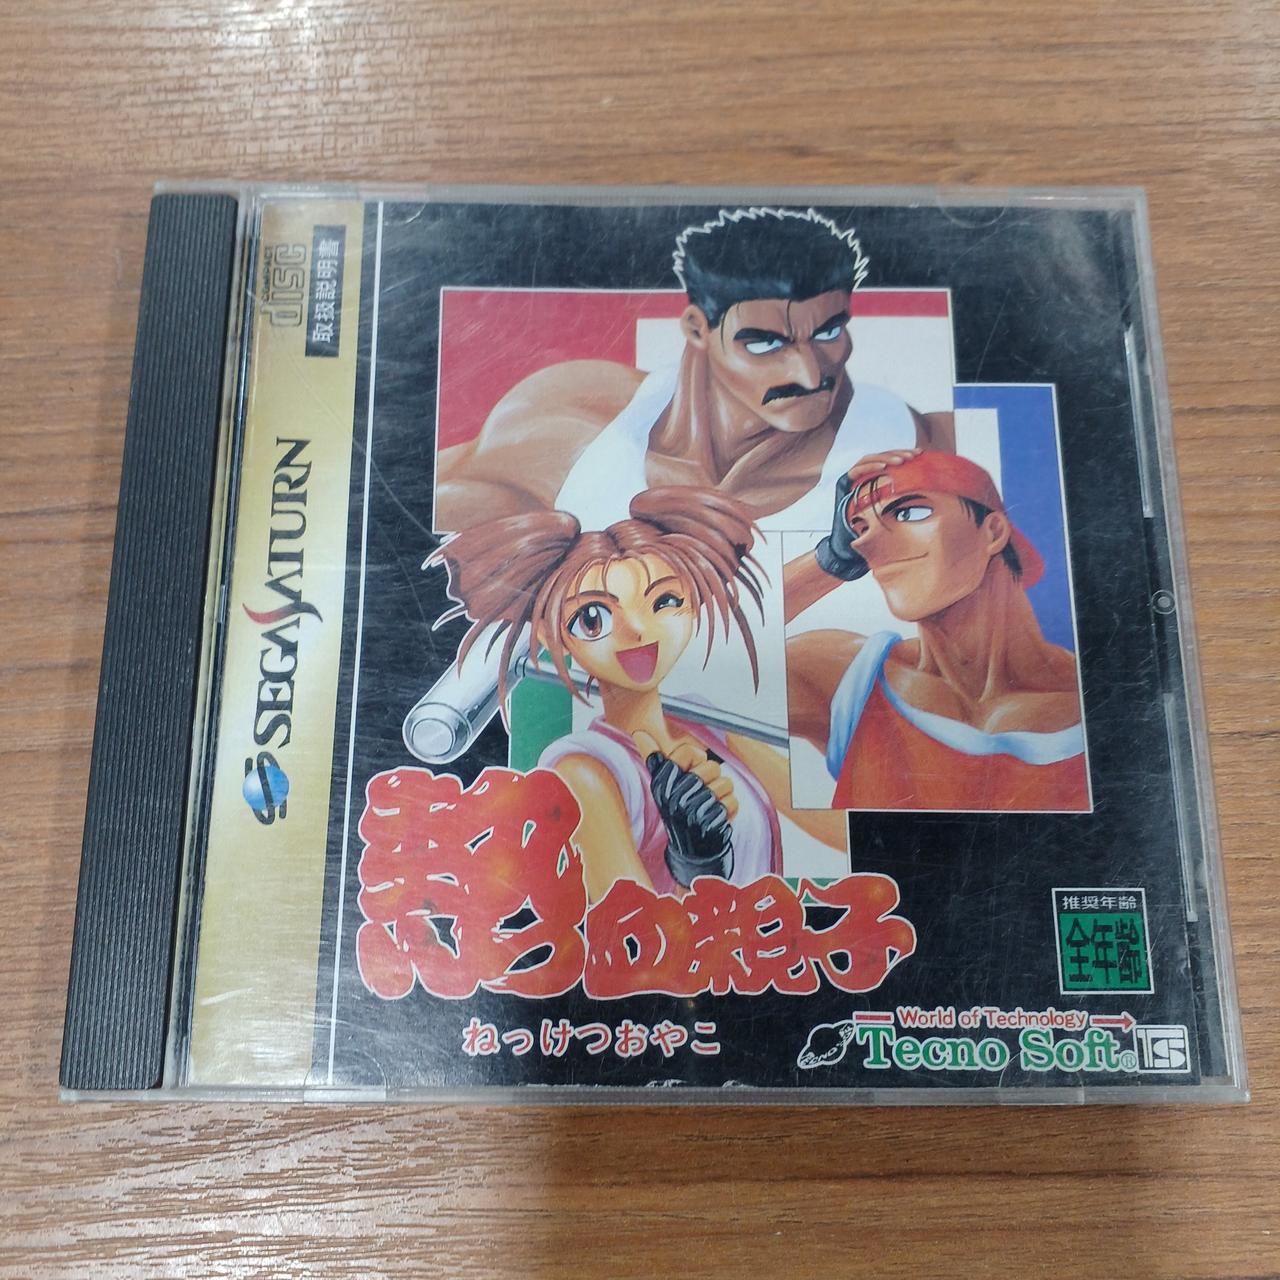 COMPACT
disc
取扱説明書
SEGA SATURN
熱血親子
ねっけつおやこ
推奨年齢
全年齢
World of Technology
TECNO
Tecno Soft®
TS